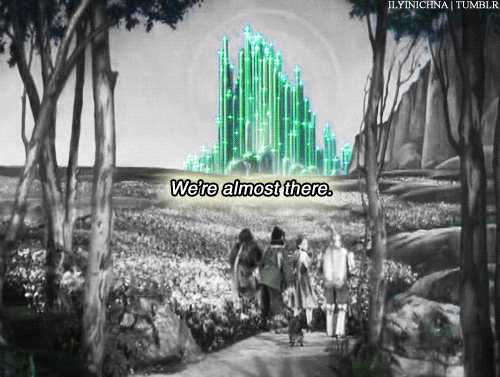 ILYINICHNA | TUMBLR
We're almost there.